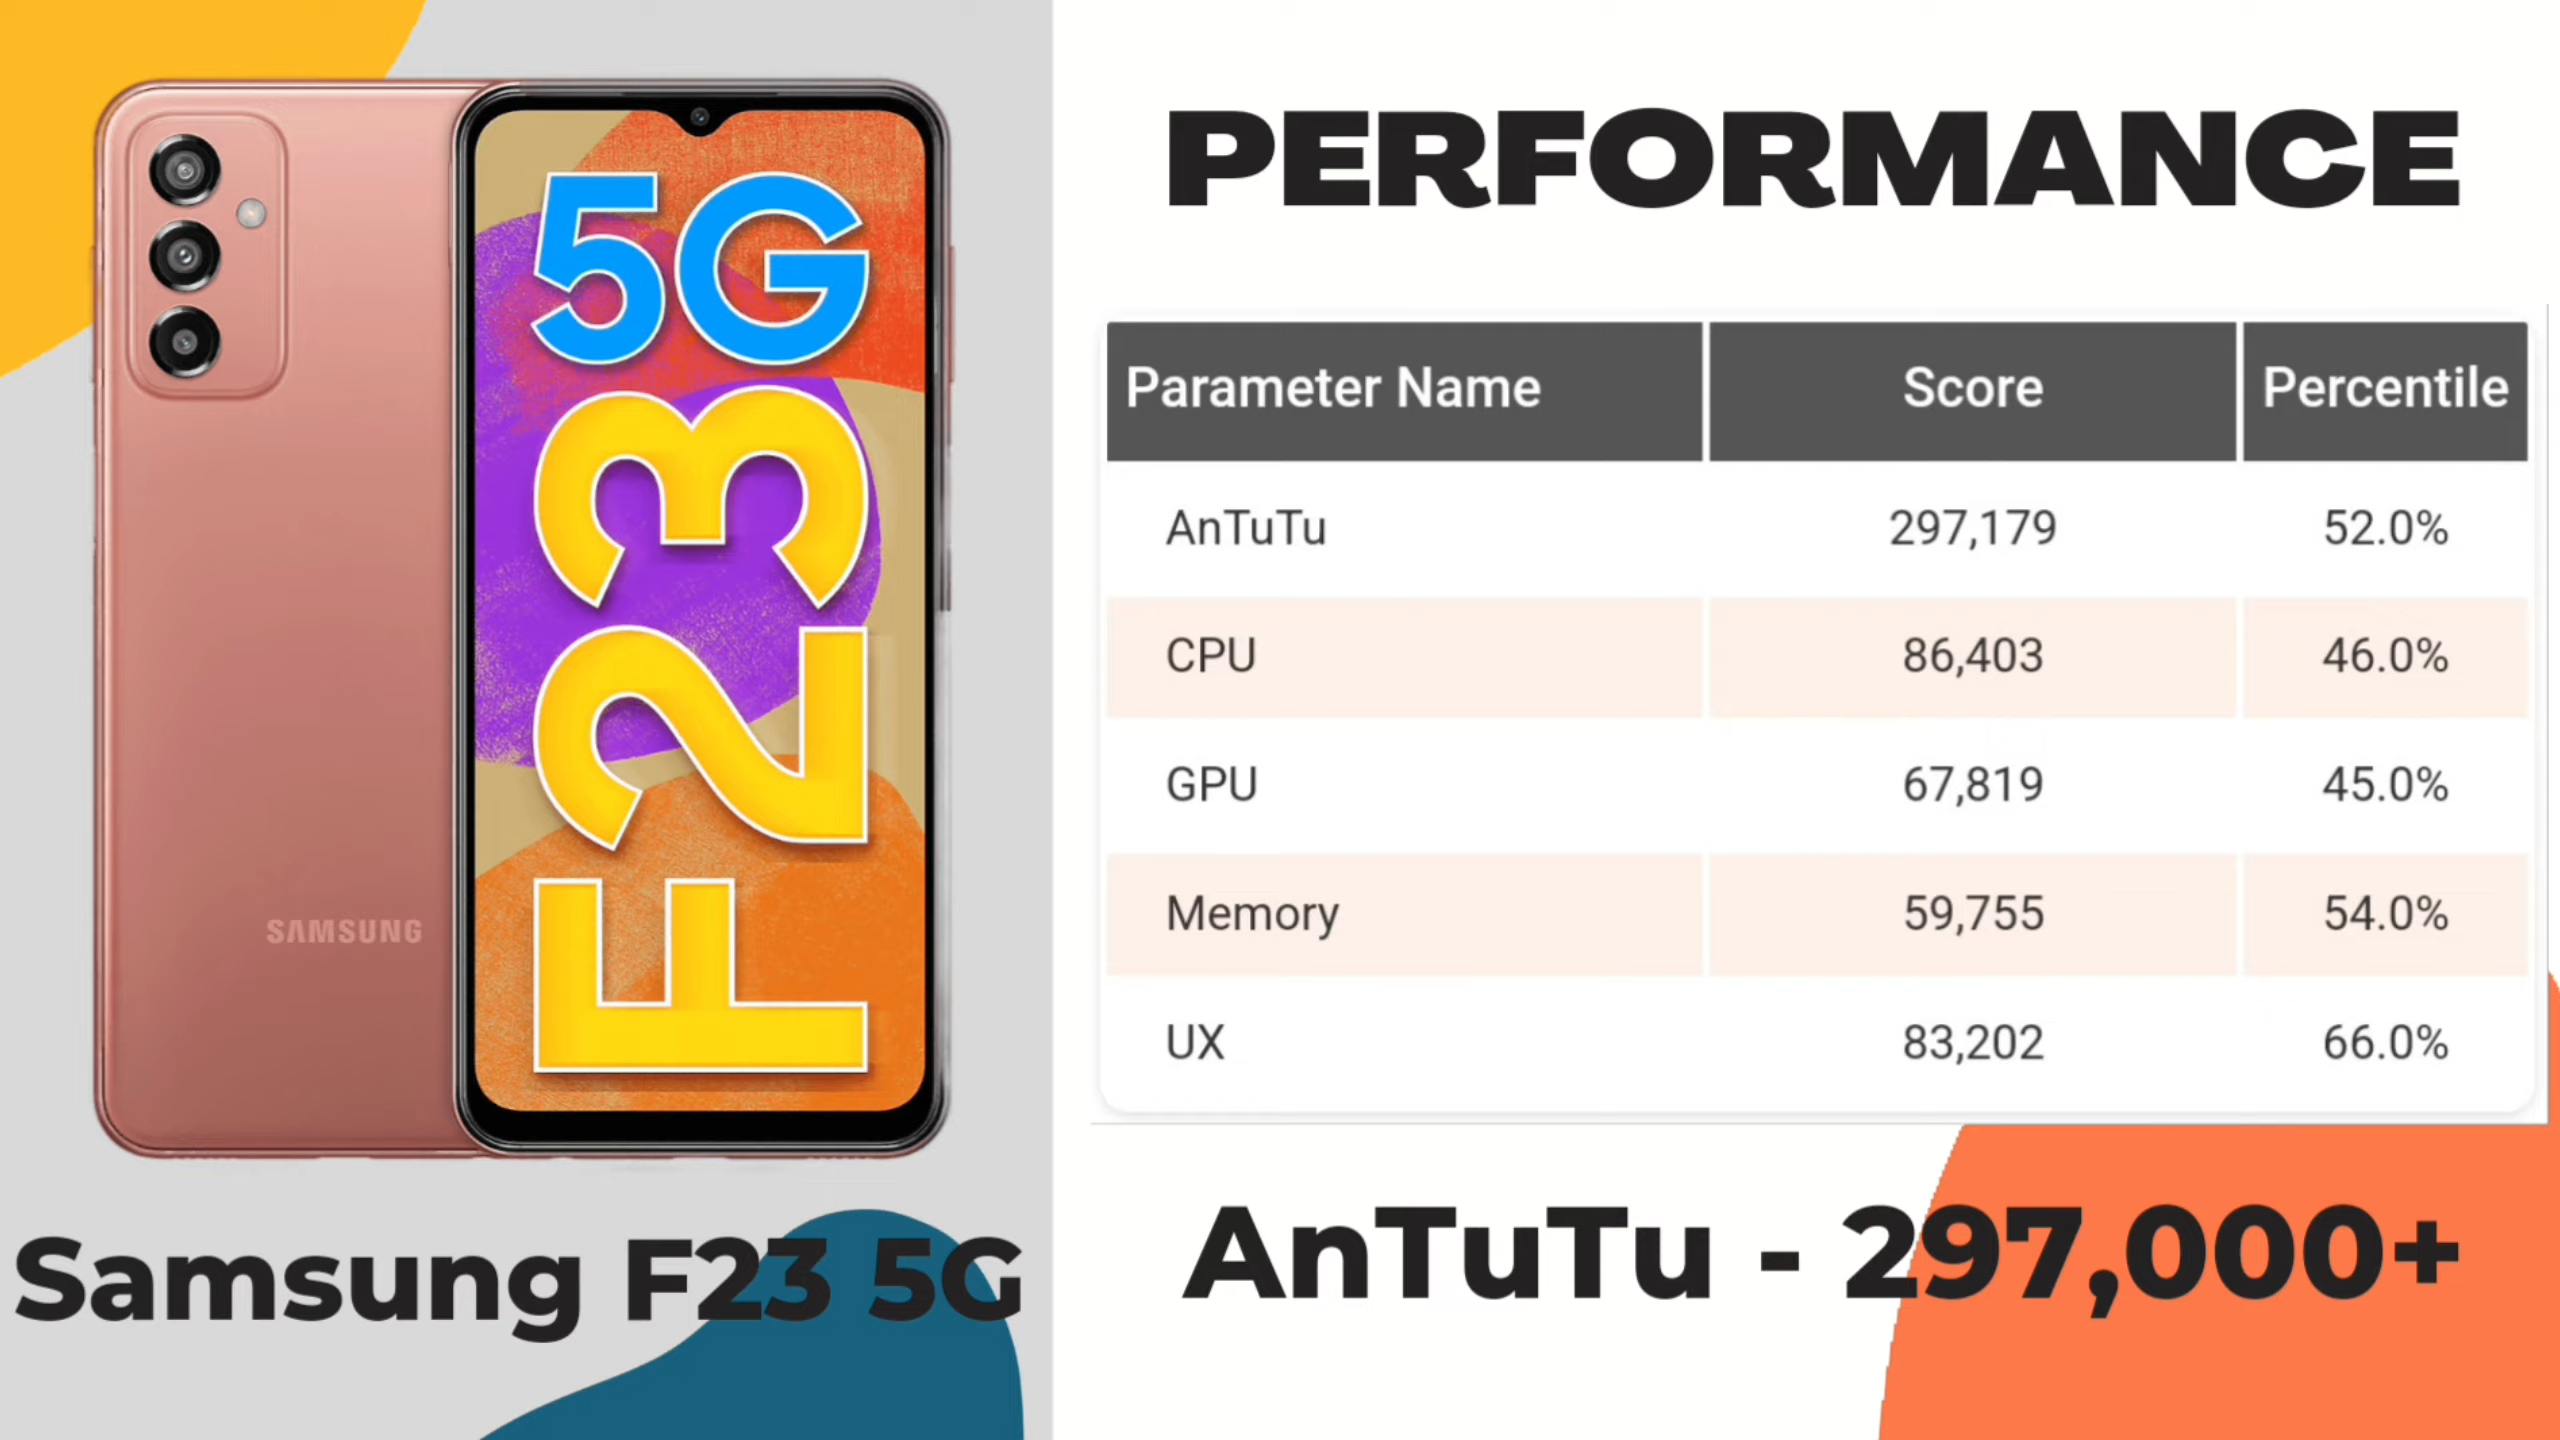 5G
F23
SAMSUNG
Samsung F23 5G
PERFORMANCE
Parameter Name Score Percentile
AnTuTu 297,179 52.0%
CPU 86,403 46.0%
GPU 67,819 45.0%
Memory 59,755 54.0%
UX 83,202 66.0%
AnTuTu - 297,000+